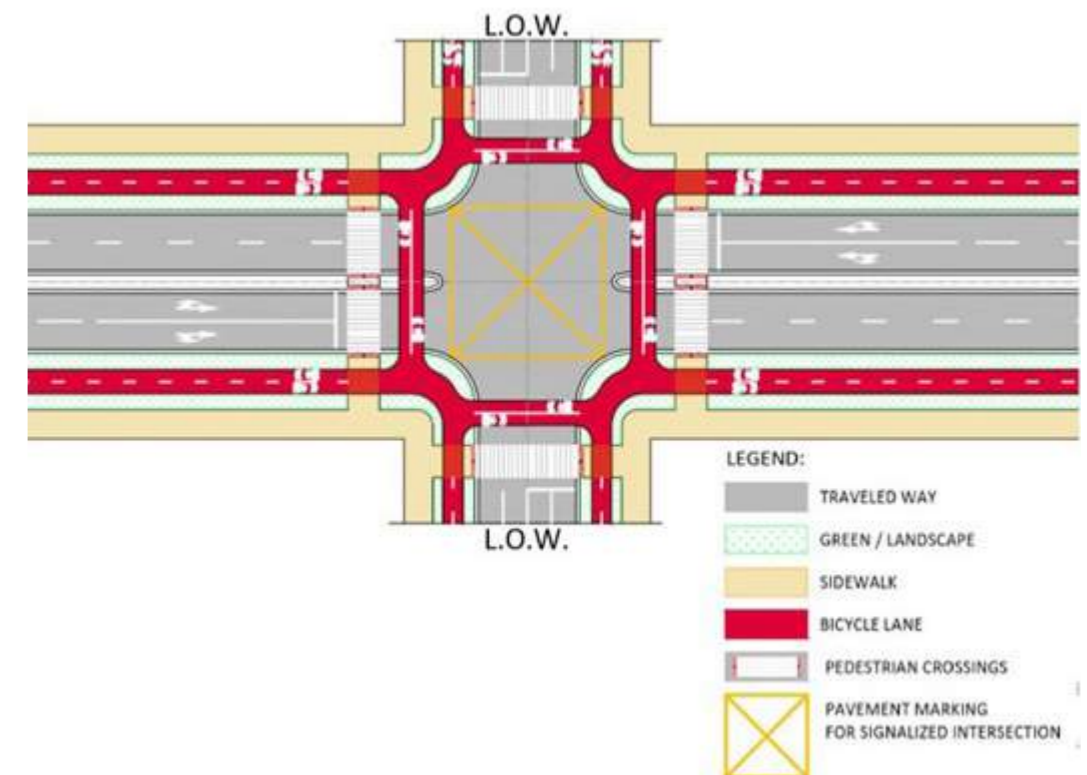 L.O.W.
L.O.W.
LEGEND:
TRAVELED WAY
GREEN / LANDSCAPE
SIDEWALK
BICYCLE LANE
PEDESTRIAN CROSSINGS
PAVEMENT MARKING
FOR SIGNALIZED INTERSECTION